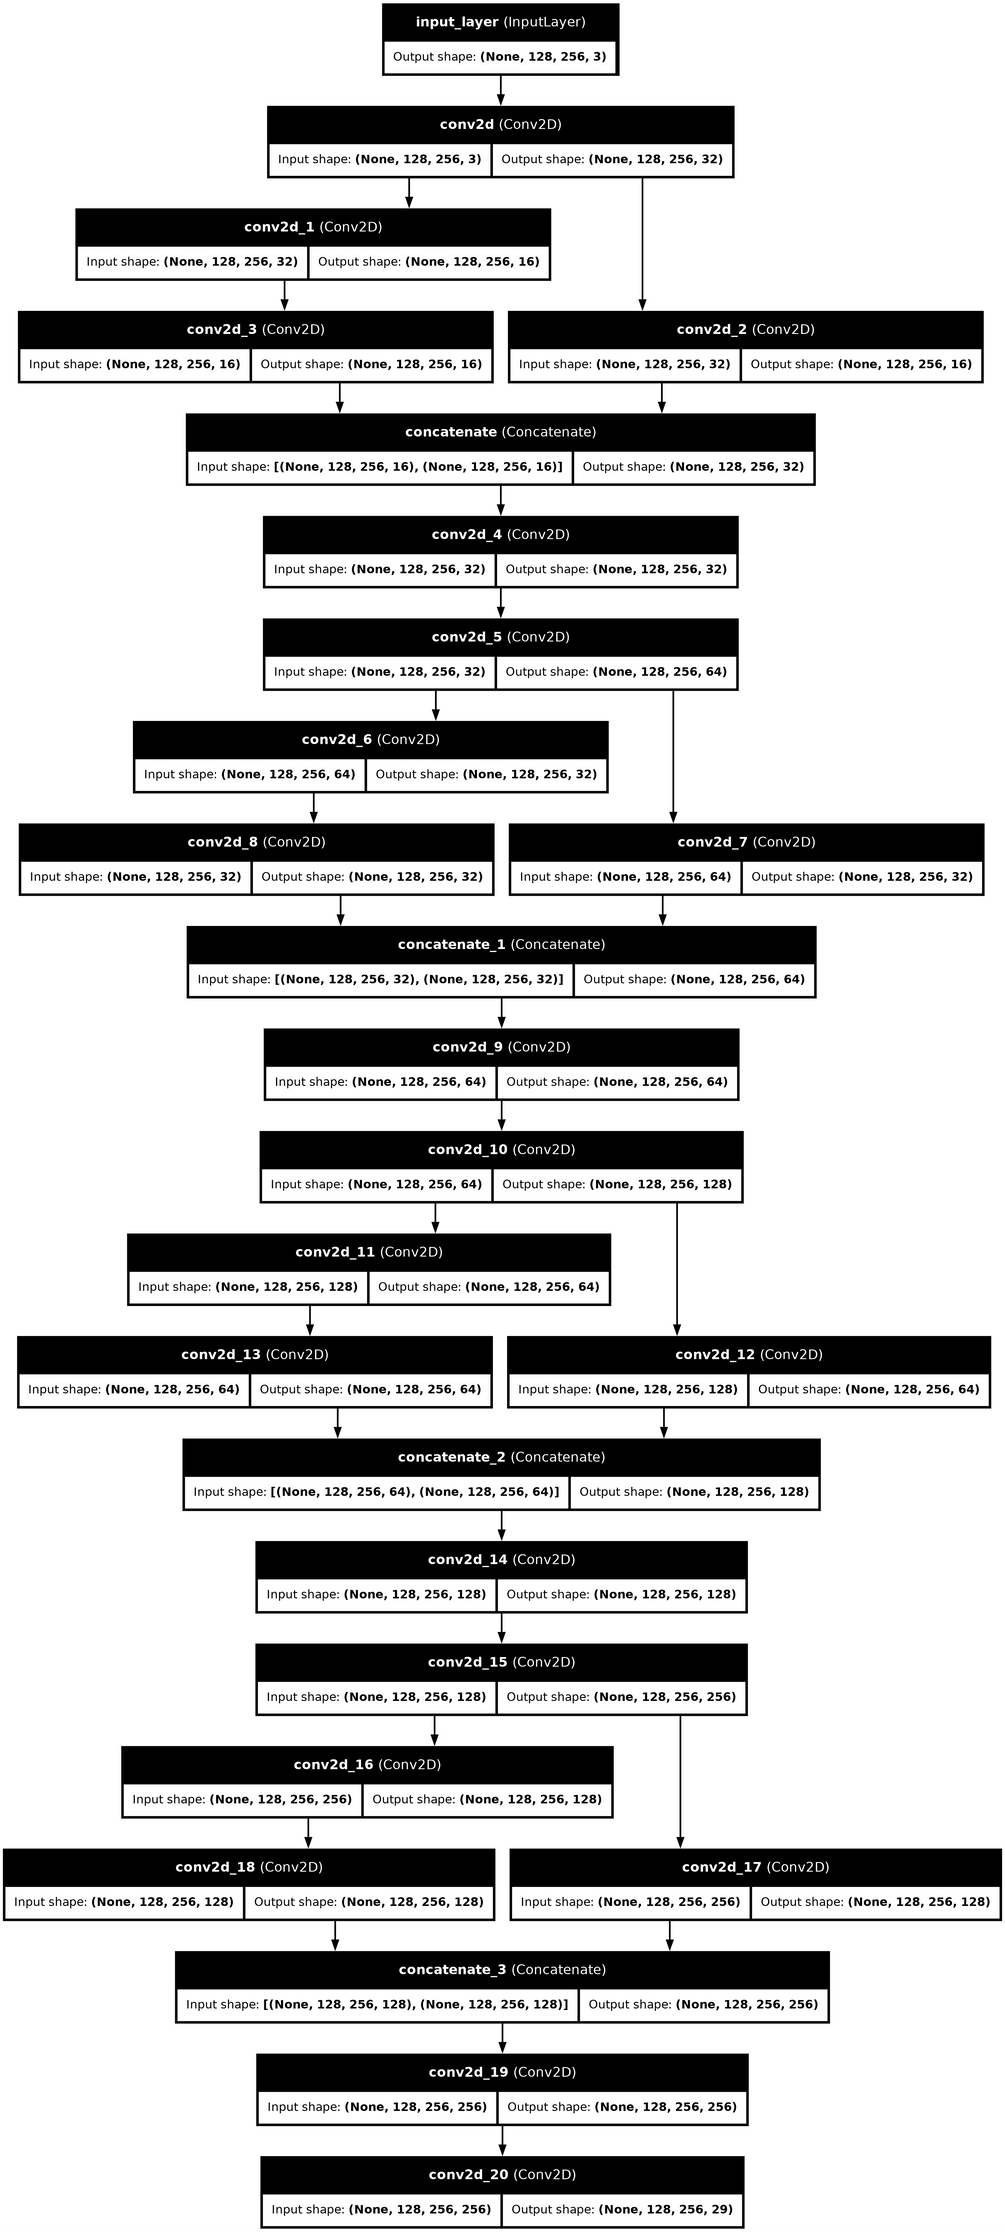 input_layer (InputLayer)
Output shape: (None, 128, 256, 3)
conv2d (Conv2D)
Input shape: (None, 128, 256, 3) Output shape: (None, 128, 256, 32)
conv2d_1 (Conv2D)
Input shape: (None, 128, 256, 32) Output shape: (None, 128, 256, 16)
conv2d_3 (Conv2D) conv2d_2 (Conv2D)
Input shape: (None, 128, 256, 16) Output shape: (None, 128, 256, 16) Input shape: (None, 128, 256, 32) Output shape: (None, 128, 256, 16)
concatenate (Concatenate)
Input shape: [(None, 128, 256, 16), (None, 128, 256, 16)] Output shape: (None, 128, 256, 32)
conv2d_4 (Conv2D)
Input shape: (None, 128, 256, 32) Output shape: (None, 128, 256, 32)
conv2d_5 (Conv2D)
Input shape: (None, 128, 256, 32) Output shape: (None, 128, 256, 64)
conv2d_6 (Conv2D)
Input shape: (None, 128, 256, 64) Output shape: (None, 128, 256, 32)
conv2d_8 (Conv2D) conv2d_7 (Conv2D)
Input shape: (None, 128, 256, 32) Output shape: (None, 128, 256, 32) Input shape: (None, 128, 256, 64) Output shape: (None, 128, 256, 32)
concatenate_1 (Concatenate)
Input shape: [(None, 128, 256, 32), (None, 128, 256, 32)] Output shape: (None, 128, 256, 64)
conv2d_9 (Conv2D)
Input shape: (None, 128, 256, 64) Output shape: (None, 128, 256, 64)
conv2d_10 (Conv2D)
Input shape: (None, 128, 256, 64) Output shape: (None, 128, 256, 128)
conv2d_11 (Conv2D)
Input shape: (None, 128, 256, 128) Output shape: (None, 128, 256, 64)
conv2d_13 (Conv2D) conv2d_12 (Conv2D)
Input shape: (None, 128, 256, 64) Output shape: (None, 128, 256, 64) Input shape: (None, 128, 256, 128) Output shape: (None, 128, 256, 64)
concatenate_2 (Concatenate)
Input shape: [(None, 128, 256, 64), (None, 128, 256, 64)] Output shape: (None, 128, 256, 128)
conv2d_14 (Conv2D)
Input shape: (None, 128, 256, 128) Output shape: (None, 128, 256, 128)
conv2d_15 (Conv2D)
Input shape: (None, 128, 256, 128) Output shape: (None, 128, 256, 256)
conv2d_16 (Conv2D)
Input shape: (None, 128, 256, 256) Output shape: (None, 128, 256, 128)
conv2d_18 (Conv2D) conv2d_17 (Conv2D)
Input shape: (None, 128, 256, 128) Output shape: (None, 128, 256, 128) Input shape: (None, 128, 256, 256) Output shape: (None, 128, 256, 128)
concatenate_3 (Concatenate)
Input shape: [(None, 128, 256, 128), (None, 128, 256, 128)] Output shape: (None, 128, 256, 256)
conv2d_19 (Conv2D)
Input shape: (None, 128, 256, 256) Output shape: (None, 128, 256, 256)
conv2d_20 (Conv2D)
Input shape: (None, 128, 256, 256) Output shape: (None, 128, 256, 29)